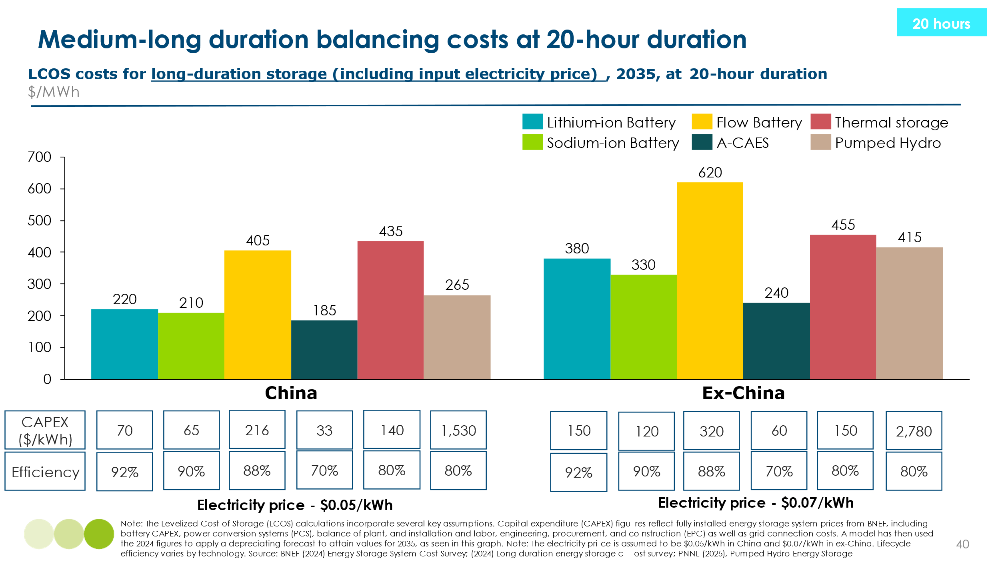 20 hours
Medium-long duration balancing costs at 20-hour duration
LCOS costs for long-duration storage (including input electricity price) , 2035, at 20-hour duration
$/MWh
Lithium-ion Battery
Flow Battery
Thermal storage
Sodium-ion Battery
A-CAES
Pumped Hydro
700
600
500
400
300
200
100
0
220
210
405
185
435
265
380
330
620
240
455
415
China
Ex-China
CAPEX
($/kWh)
70
65
216
33
140
1,530
150
120
320
60
150
2,780
Efficiency
92%
90%
88%
70%
80%
80%
92%
90%
88%
70%
80%
80%
Electricity price - $0.05/kWh
Electricity price - $0.07/kWh
Note: The Levelized Cost of Storage (LCOS) calculations incorporate several key assumptions. Capital expenditure (CAPEX) figu res reflect fully installed energy storage system prices from BNEF, including
battery CAPEX, power conversion systems (PCS), balance of plant, and installation and labor, engineering, procurement, and co nstruction (EPC) as well as grid connection costs. A model has then used
the 2024 figures to apply a depreciating forecast to attain values for 2035, as seen in this graph. Note: The electricity pri ce is assumed to be $0.05/kWh in China and $0.07/kWh in ex-China. Lifecycle
efficiency varies by technology. Source: BNEF (2024) Energy Storage System Cost Survey; (2024) Long duration energy storage c ost survey; PNNL (2025), Pumped Hydro Energy Storage
40